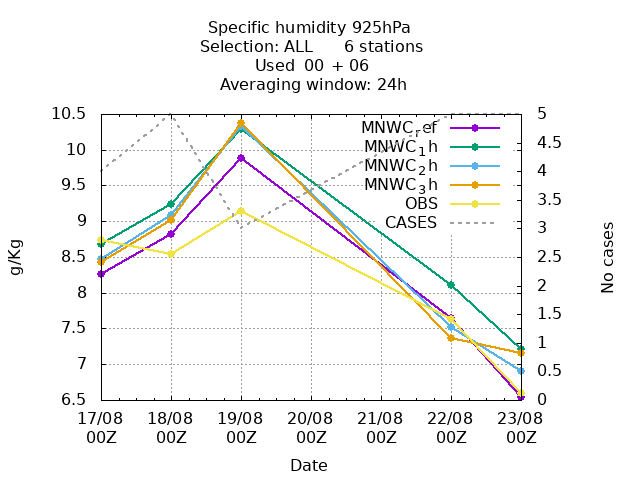 Specific humidity 925hPa
Selection: ALL 6 stations
Used 00 + 06
Averaging window: 24h
10.5
10
9.5
9
8.5
8
7.5
7
6.5
g/Kg
5
4.5
4
3.5
3
2.5
2
1.5
1
0.5
0
No cases
MNWC_ref
MNWC_1h
MNWC_2h
MNWC_3h
OBS
CASES
17/08 18/08 19/08 20/08 21/08 22/08 23/08
00Z 00Z 00Z 00Z 00Z 00Z 00Z
Date